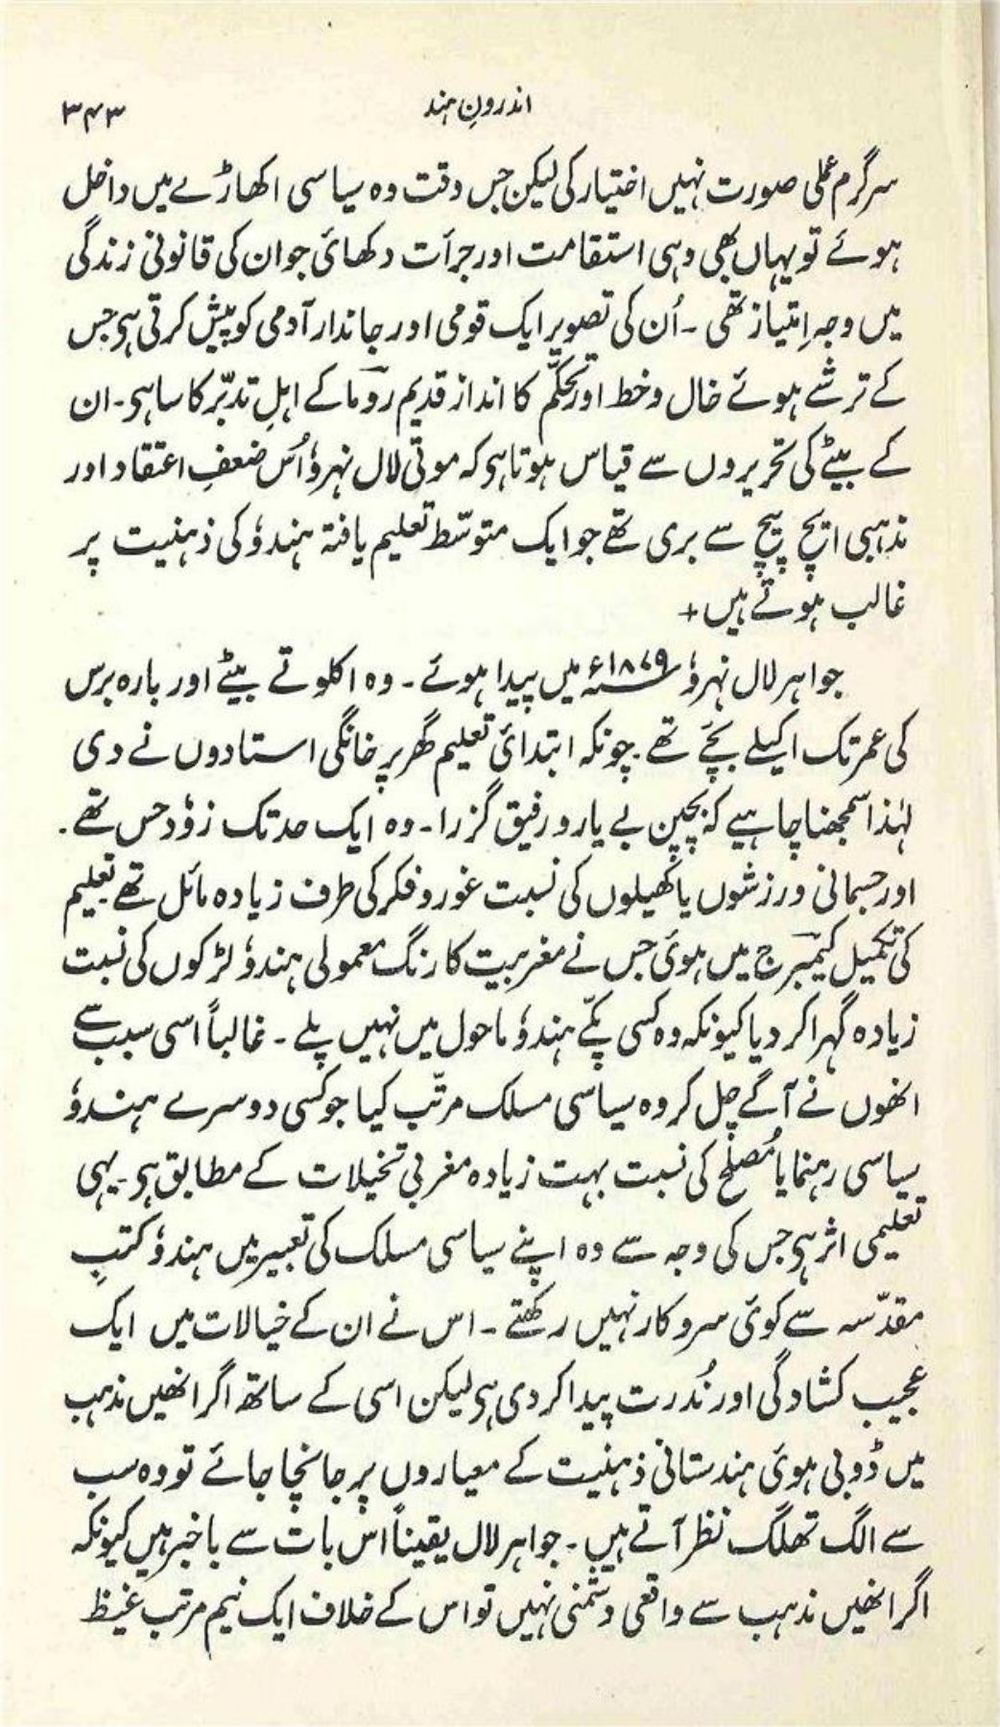 اندرونِ ہند
۳۴۳
سرگرم عملی صورت نہیں اختیار کی لیکن جس وقت وہ سیاسی اکھاڑے میں داخل
ہوئے تو یہاں بھی وہی استقامت اور جرأت دکھائی جو ان کی قانونی زندگی
میں وجہِ امتیاز تھی ۔ اُن کی تصویر ایک قومی اور جاندار آدمی کو پیش کرتی ہی جس
کے ترشے ہوئے خال و خط اور تحکّم کا انداز قدیم روما کے اہلِ تدبّر کا سا ہی ۔ ان
کے بیٹے کی تحریروں سے قیاس ہوتا ہی کہ موتی لال نہروٗ اُس ضعفِ اعتقاد اور
مذہبی اپچ پیچ سے بری تھے جو ایک متوسّط تعلیم یافتہ ہندوٗ کی ذہنیت پر
غالب ہوتے ہیں +
جواہر لال نہروٗ ۱۸۷۹ء میں پیدا ہوئے ۔ وہ اکلوتے بیٹے اور بارہ برس
کی عمر تک اکیلے بچّے تھے ۔ چونکہ ابتدائی تعلیم گھر پر خانگی استادوں نے دی
لہٰذا سمجھنا چاہیے کہ بچپن بے یار و رفیق گزرا ۔ وہ ایک حد تک زوٗد حس تھے ۔
اور جسمانی ورزشوں یا کھیلوں کی نسبت غور و فکر کی طرف زیادہ مائل تھے تعلیم
کی تکمیل کیمبرج میں ہوئی جس نے مغربیت کا رنگ معمولی ہندوٗ لڑکوں کی نسبت
زیادہ گہرا کر دیا کیونکہ وہ کسی پکّے ہندوٗ ماحول میں نہیں پلے ۔ غالباً اسی سبب سے
انھوں نے آگے چل کر وہ سیاسی مسلک مرتّب کیا جو کسی دوسرے ہندوٗ
سیاسی رہنما یا مُصلح کی نسبت بہت زیادہ مغربی تخیلات کے مطابق ہی ۔ یہی
تعلیمی اثر ہی جس کی وجہ سے وہ اپنے سیاسی مسلک کی تعبیر میں ہندوٗ کتبِ
مقدّسہ سے کوئی سروکار نہیں رکھتے ۔ اس نے ان کے خیالات میں ایک
عجیب کشادگی اور نُدرت پیدا کر دی ہی لیکن اسی کے ساتھ اگر انھیں مذہب
میں ڈوبی ہوئی ہندستانی ذہنیت کے معیاروں پر جانچا جائے تو وہ سب
سے الگ تھلگ نظر آتے ہیں ۔ جواہر لال یقیناً اس بات سے باخبر ہیں کیونکہ
اگر انھیں مذہب سے واقعی دشمنی نہیں تو اس کے خلاف ایک نیم مرتب غیظ